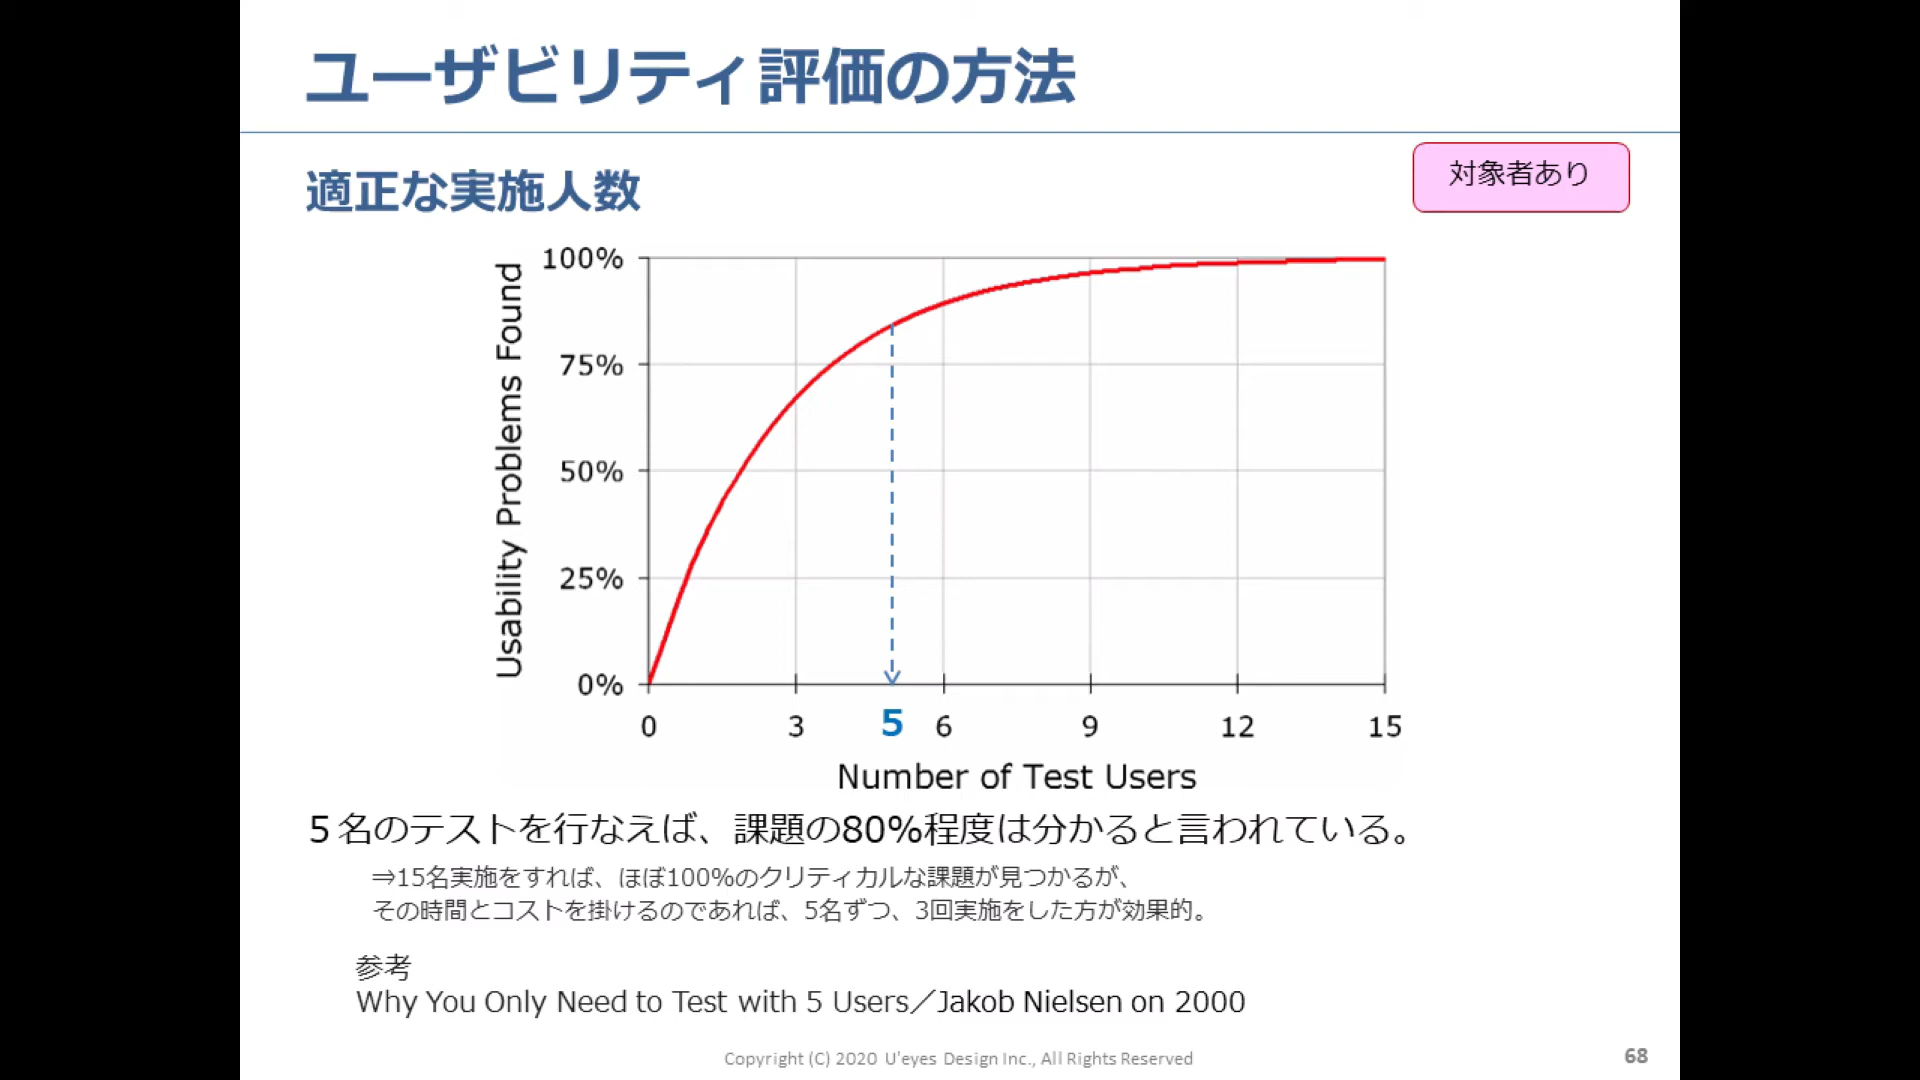 ユーザビリティ評価の方法
適正な実施人数
対象者あり
Usability Problems Found
100%
75%
50%
25%
0%
0 3 5 6 9 12 15
Number of Test Users
5名のテストを行なえば、課題の80%程度は分かると言われている。
⇒15名実施をすれば、ほぼ100%のクリティカルな課題が見つかるが、
その時間とコストを掛けるのであれば、5名ずつ、3回実施をした方が効果的。
参考
Why You Only Need to Test with 5 Users／Jakob Nielsen on 2000
Copyright (C) 2020 U'eyes Design Inc., All Rights Reserved
68